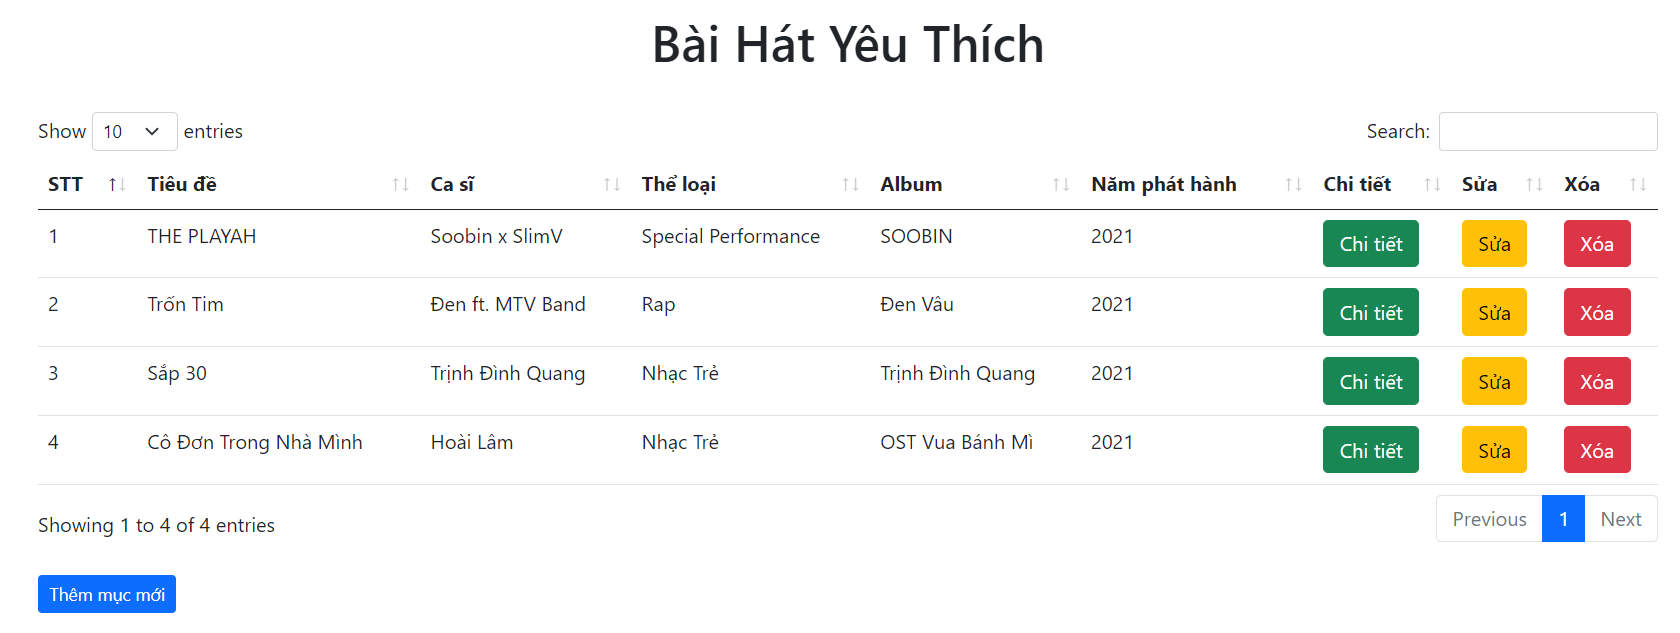 Bài Hát Yêu Thích
Show 10 entries Search:
STT Tiêu đề Ca sĩ Thể loại Album Năm phát hành Chi tiết Sửa Xóa
1 THE PLAYAH Soobin x SlimV Special Performance SOOBIN 2021 Chi tiết Sửa Xóa
2 Trốn Tim Đen ft. MTV Band Rap Đen Vâu 2021 Chi tiết Sửa Xóa
3 Sắp 30 Trịnh Đình Quang Nhạc Trẻ Trịnh Đình Quang 2021 Chi tiết Sửa Xóa
4 Cô Đơn Trong Nhà Mình Hoài Lâm Nhạc Trẻ OST Vua Bánh Mì 2021 Chi tiết Sửa Xóa
Showing 1 to 4 of 4 entries Previous 1 Next
Thêm mục mới